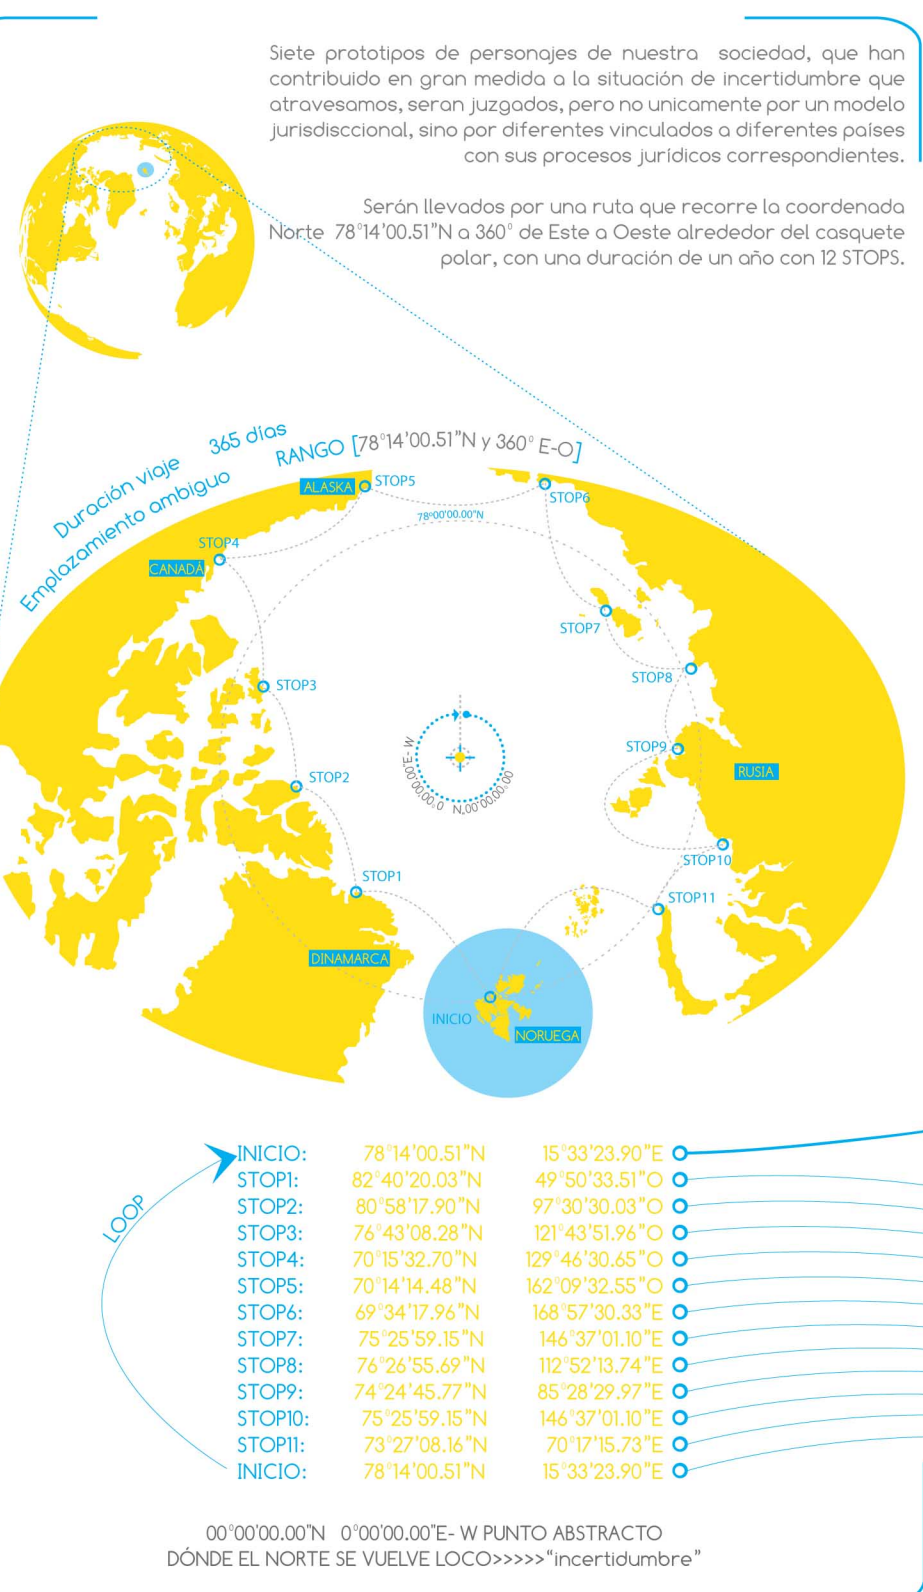 Siete prototipos de personajes de nuestra sociedad, que han
contribuido en gran medida a la situación de incertidumbre que
atravesamos, seran juzgados, pero no unicamente por un modelo
jurisdisccional, sino por diferentes vinculados a diferentes países
con sus procesos jurídicos correspondientes.
Serán llevados por una ruta que recorre la coordenada
Norte 78°14'00.51"N a 360° de Este a Oeste alrededor del casquete
polar, con una duración de un año con 12 STOPS.
Duración viaje 365 días
Emplazamiento ambiguo
RANGO [78°14'00.51"N y 360° E-O]
ALASKA
STOP5
STOP6
78°00'00.00"N
STOP4
CANADÁ
STOP7
STOP8
STOP3
STOP9
RUSIA
STOP2
00°00'00.00"E- W
N,00°00'00.00
STOP10
STOP1
STOP11
DINAMARCA
INICIO
NORUEGA
LOOP
INICIO: 78°14'00.51"N 15°33'23.90"E
STOP1: 82°40'20.03"N 49°50'33.51"O
STOP2: 80°58'17.90"N 97°30'30.03"O
STOP3: 76°43'08.28"N 121°43'51.96"O
STOP4: 70°15'32.70"N 129°46'30.65"O
STOP5: 70°14'14.48"N 162°09'32.55"O
STOP6: 69°34'17.96"N 168°57'30.33"E
STOP7: 75°25'59.15"N 146°37'01.10"E
STOP8: 76°26'55.69"N 112°52'13.74"E
STOP9: 74°24'45.77"N 85°28'29.97"E
STOP10: 75°25'59.15"N 146°37'01.10"E
STOP11: 73°27'08.16"N 70°17'15.73"E
INICIO: 78°14'00.51"N 15°33'23.90"E
00°00'00.00"N 0°00'00.00"E- W PUNTO ABSTRACTO
DÓNDE EL NORTE SE VUELVE LOCO>>>>>"incertidumbre"